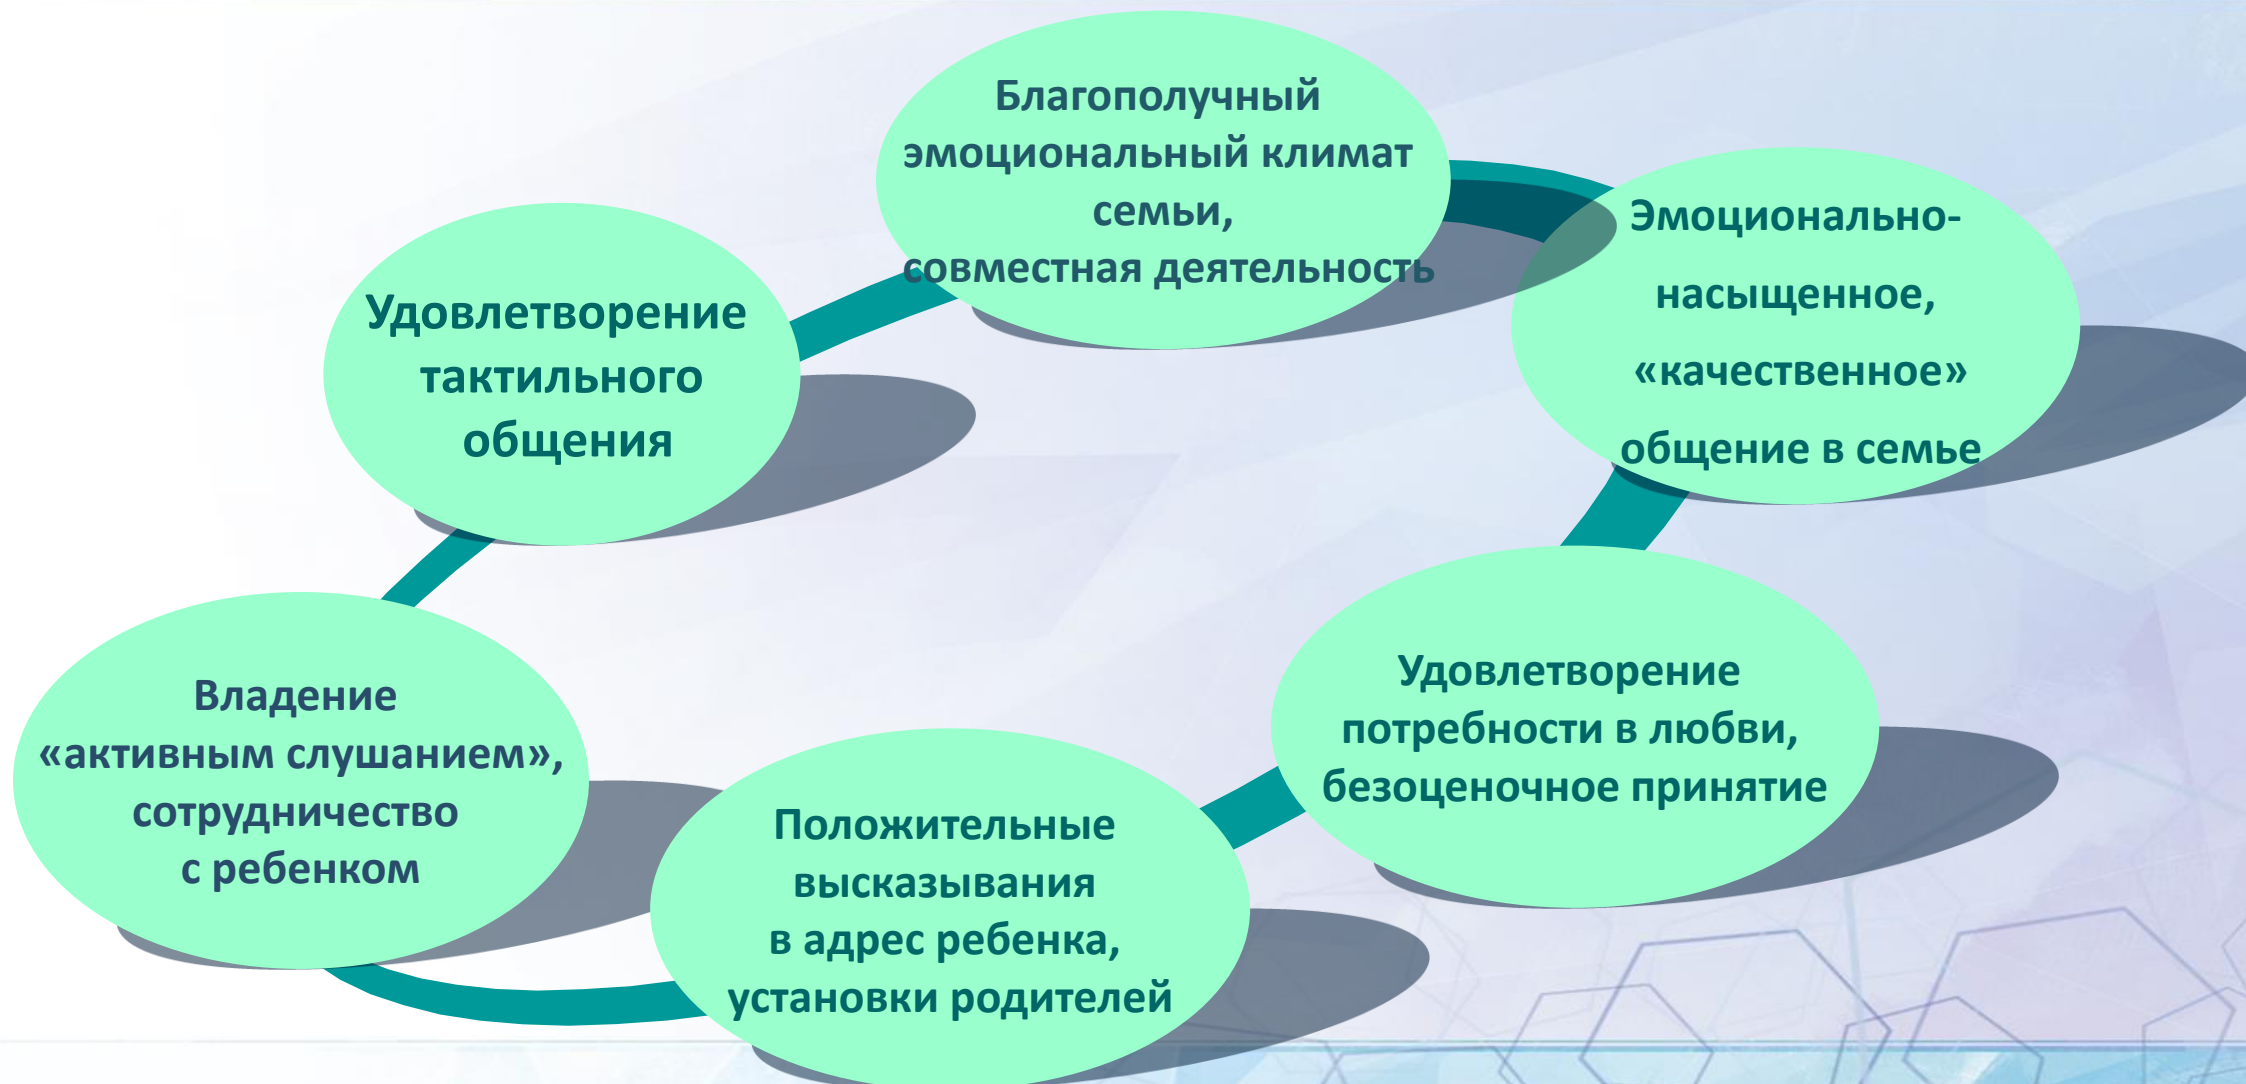 Благополучный
эмоциональный климат
семьи,
совместная деятельность
Эмоционально-
насыщенное,
«качественное»
общение в семье
Удовлетворение
тактильного
общения
Удовлетворение
потребности в любви,
безоценочное принятие
Владение
«активным слушанием»,
сотрудничество
с ребенком
Положительные
высказывания
в адрес ребенка,
установки родителей